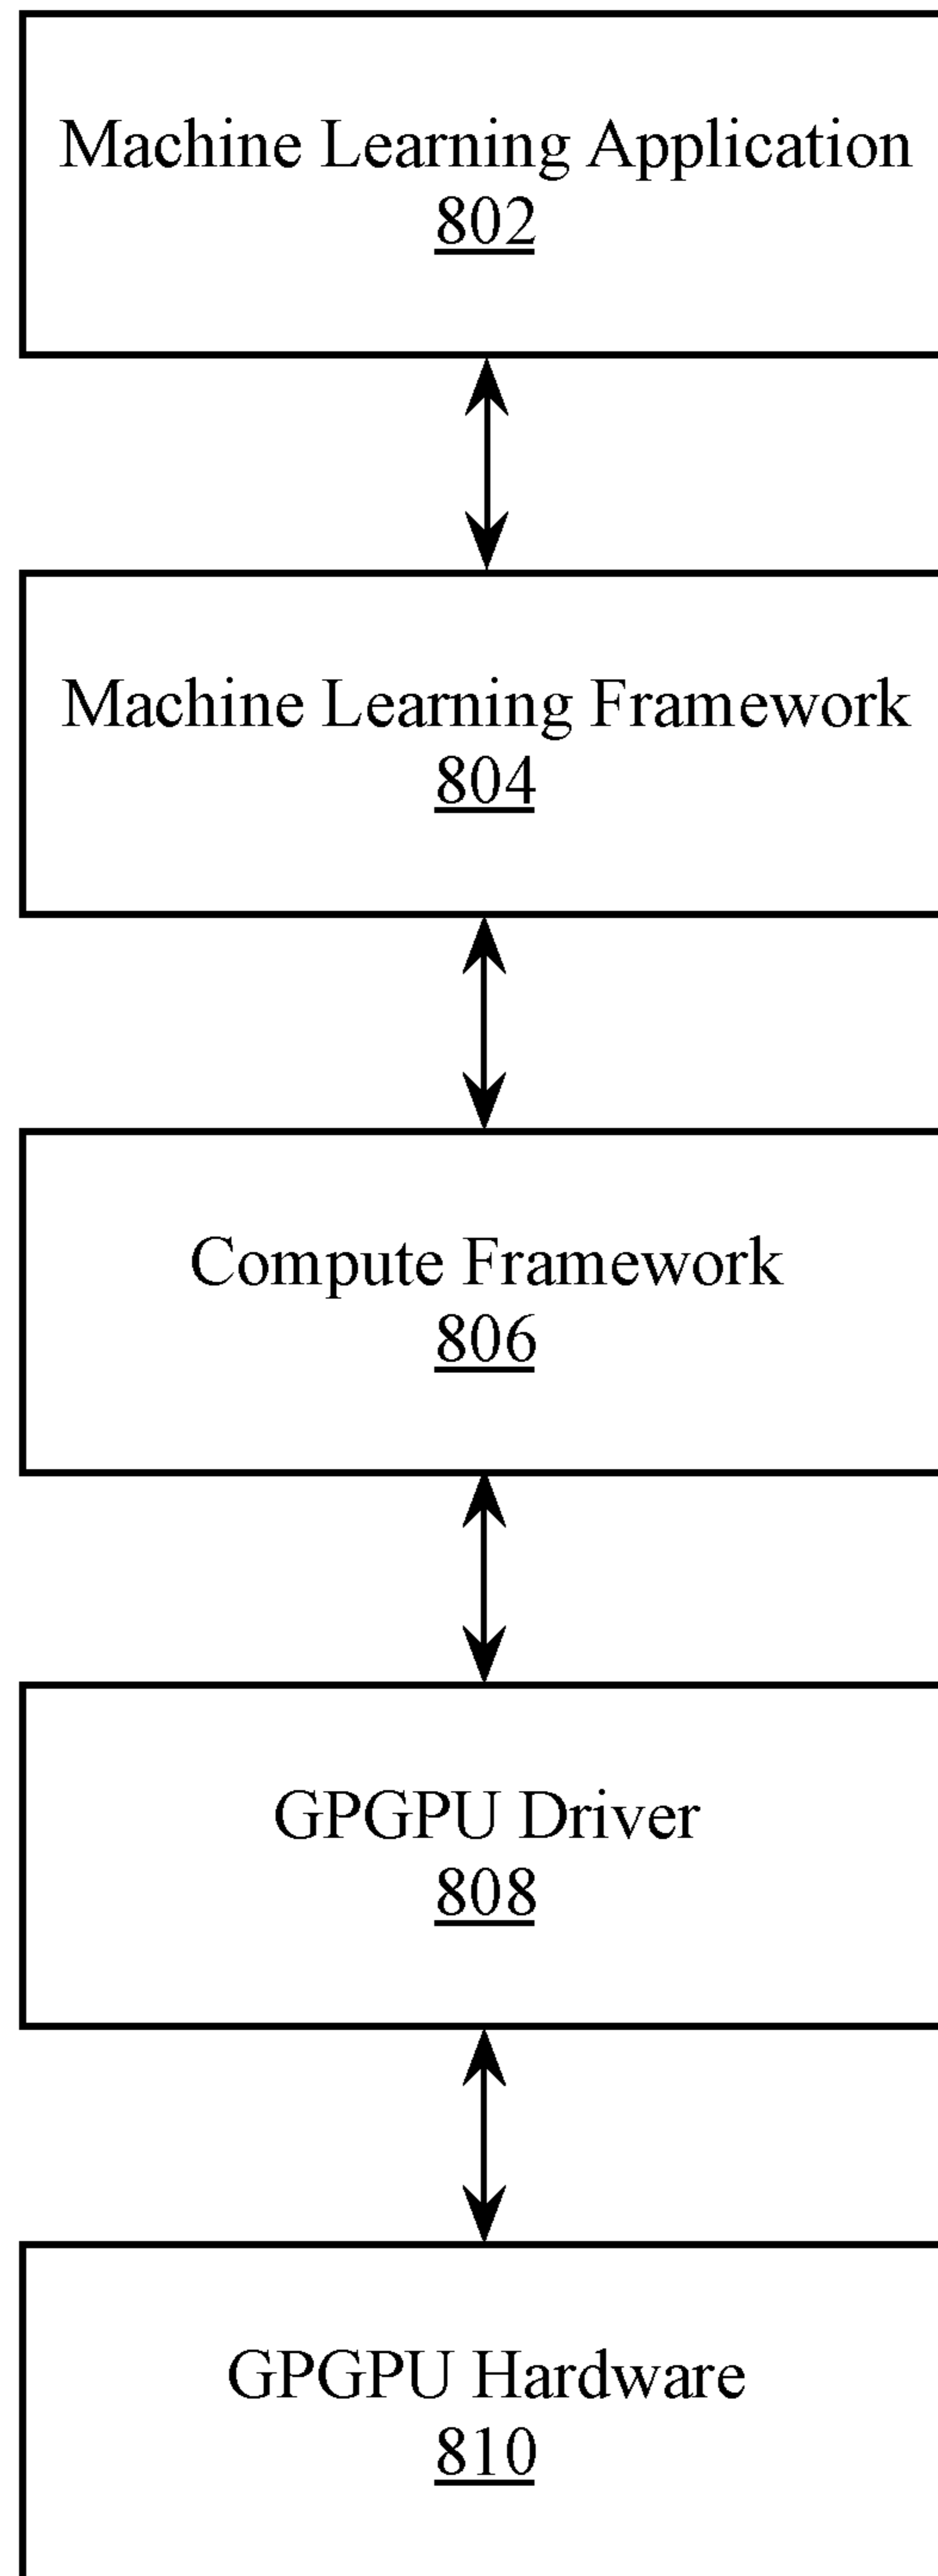 Machine Learning Application
802
Machine Learning Framework
804
Compute Framework
806
GPGPU Driver
808
GPGPU Hardware
810